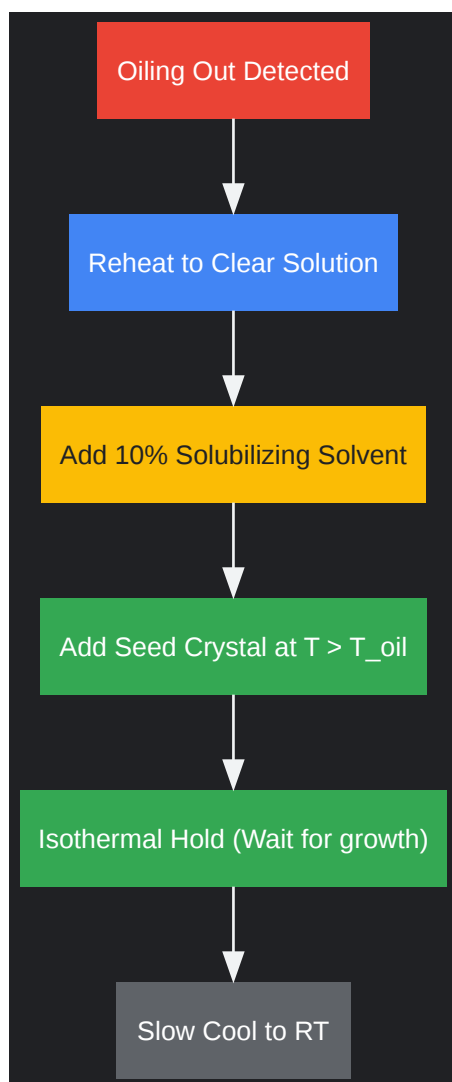 Oiling Out Detected
Reheat to Clear Solution
Add 10% Solubilizing Solvent
Add Seed Crystal at T > T_oil
Isothermal Hold (Wait for growth)
Slow Cool to RT